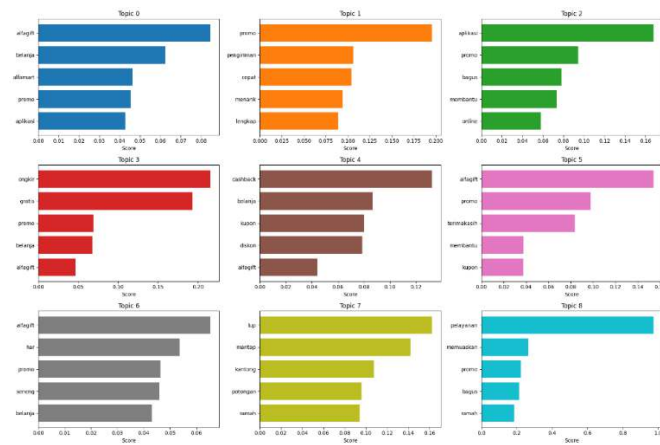 Topic 0
alfagift
belanja
alfamart
promo
aplikasi
0.00 0.01 0.02 0.03 0.04 0.05 0.06 0.07 0.08
Score
Topic 1
promo
pengiriman
cepat
menarik
lengkap
0.000 0.025 0.050 0.075 0.100 0.125 0.150 0.175 0.200
Score
Topic 2
aplikasi
promo
bagus
membantu
online
0.00 0.02 0.04 0.06 0.08 0.10 0.12 0.14 0.16
Score
Topic 3
ongkir
gratis
promo
belanja
alfagift
0.00 0.05 0.10 0.15 0.20
Score
Topic 4
cashback
belanja
kupon
diskon
alfagift
0.00 0.02 0.04 0.06 0.08 0.10 0.12
Score
Topic 5
alfagift
promo
terimakasih
membantu
kupon
0.00 0.02 0.04 0.06 0.08 0.10 0.12 0.14
Score
Topic 6
alfagift
promo
belanja
0.00 0.01 0.02 0.03 0.04 0.05 0.06
Score
Topic 7
mantap
kantong
potongan
ramah
0.00 0.02 0.04 0.06 0.08 0.10 0.12 0.14 0.16
Score
Topic 8
pelayanan
memuaskan
promo
bagus
ramah
0.0 0.2 0.4 0.6 0.8 1.0
Score